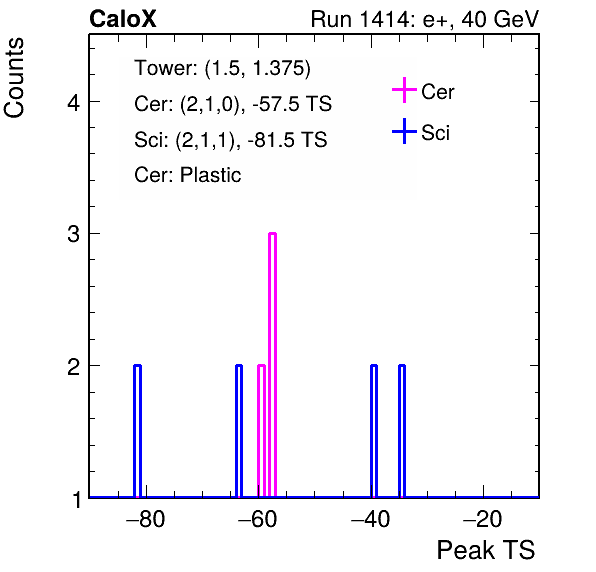 CaloX Run 1414: e+, 40 GeV
Counts
Tower: (1.5, 1.375)
Cer: (2,1,0), -57.5 TS
Sci: (2,1,1), -81.5 TS
Cer: Plastic
Cer
Sci
4
3
2
1
−80 −60 −40 −20
Peak TS